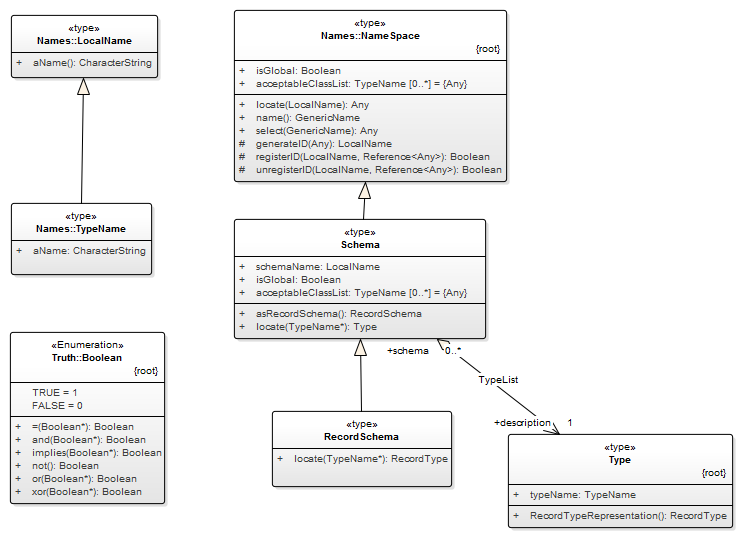 «type»
Names::LocalName
+ aName(): CharacterString
«type»
Names::NameSpace
{root}
+ isGlobal: Boolean
+ acceptableClassList: TypeName [0..*] = {Any}
+ locate(LocalName): Any
+ name(): GenericName
+ select(GenericName): Any
# generateID(Any): LocalName
# registerID(LocalName, Reference<Any>): Boolean
# unregisterID(LocalName, Reference<Any>): Boolean
«type»
Names::TypeName
+ aName: CharacterString
«type»
Schema
+ schemaName: LocalName
+ isGlobal: Boolean
+ acceptableClassList: TypeName [0..*] = {Any}
+ asRecordSchema(): RecordSchema
+ locate(TypeName*): Type
«Enumeration»
Truth::Boolean
{root}
TRUE = 1
FALSE = 0
+ =(Boolean*): Boolean
+ and(Boolean*): Boolean
+ implies(Boolean*): Boolean
+ not(): Boolean
+ or(Boolean*): Boolean
+ xor(Boolean*): Boolean
+schema 0..*
TypeList
+description 1
«type»
RecordSchema
+ locate(TypeName*): RecordType
«type»
Type
{root}
+ typeName: TypeName
+ RecordTypeRepresentation(): RecordType